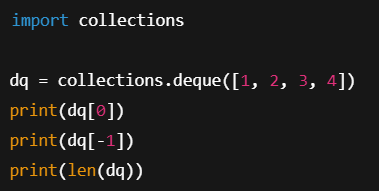 import collections

dq = collections.deque([1, 2, 3, 4])
print(dq[0])
print(dq[-1])
print(len(dq))